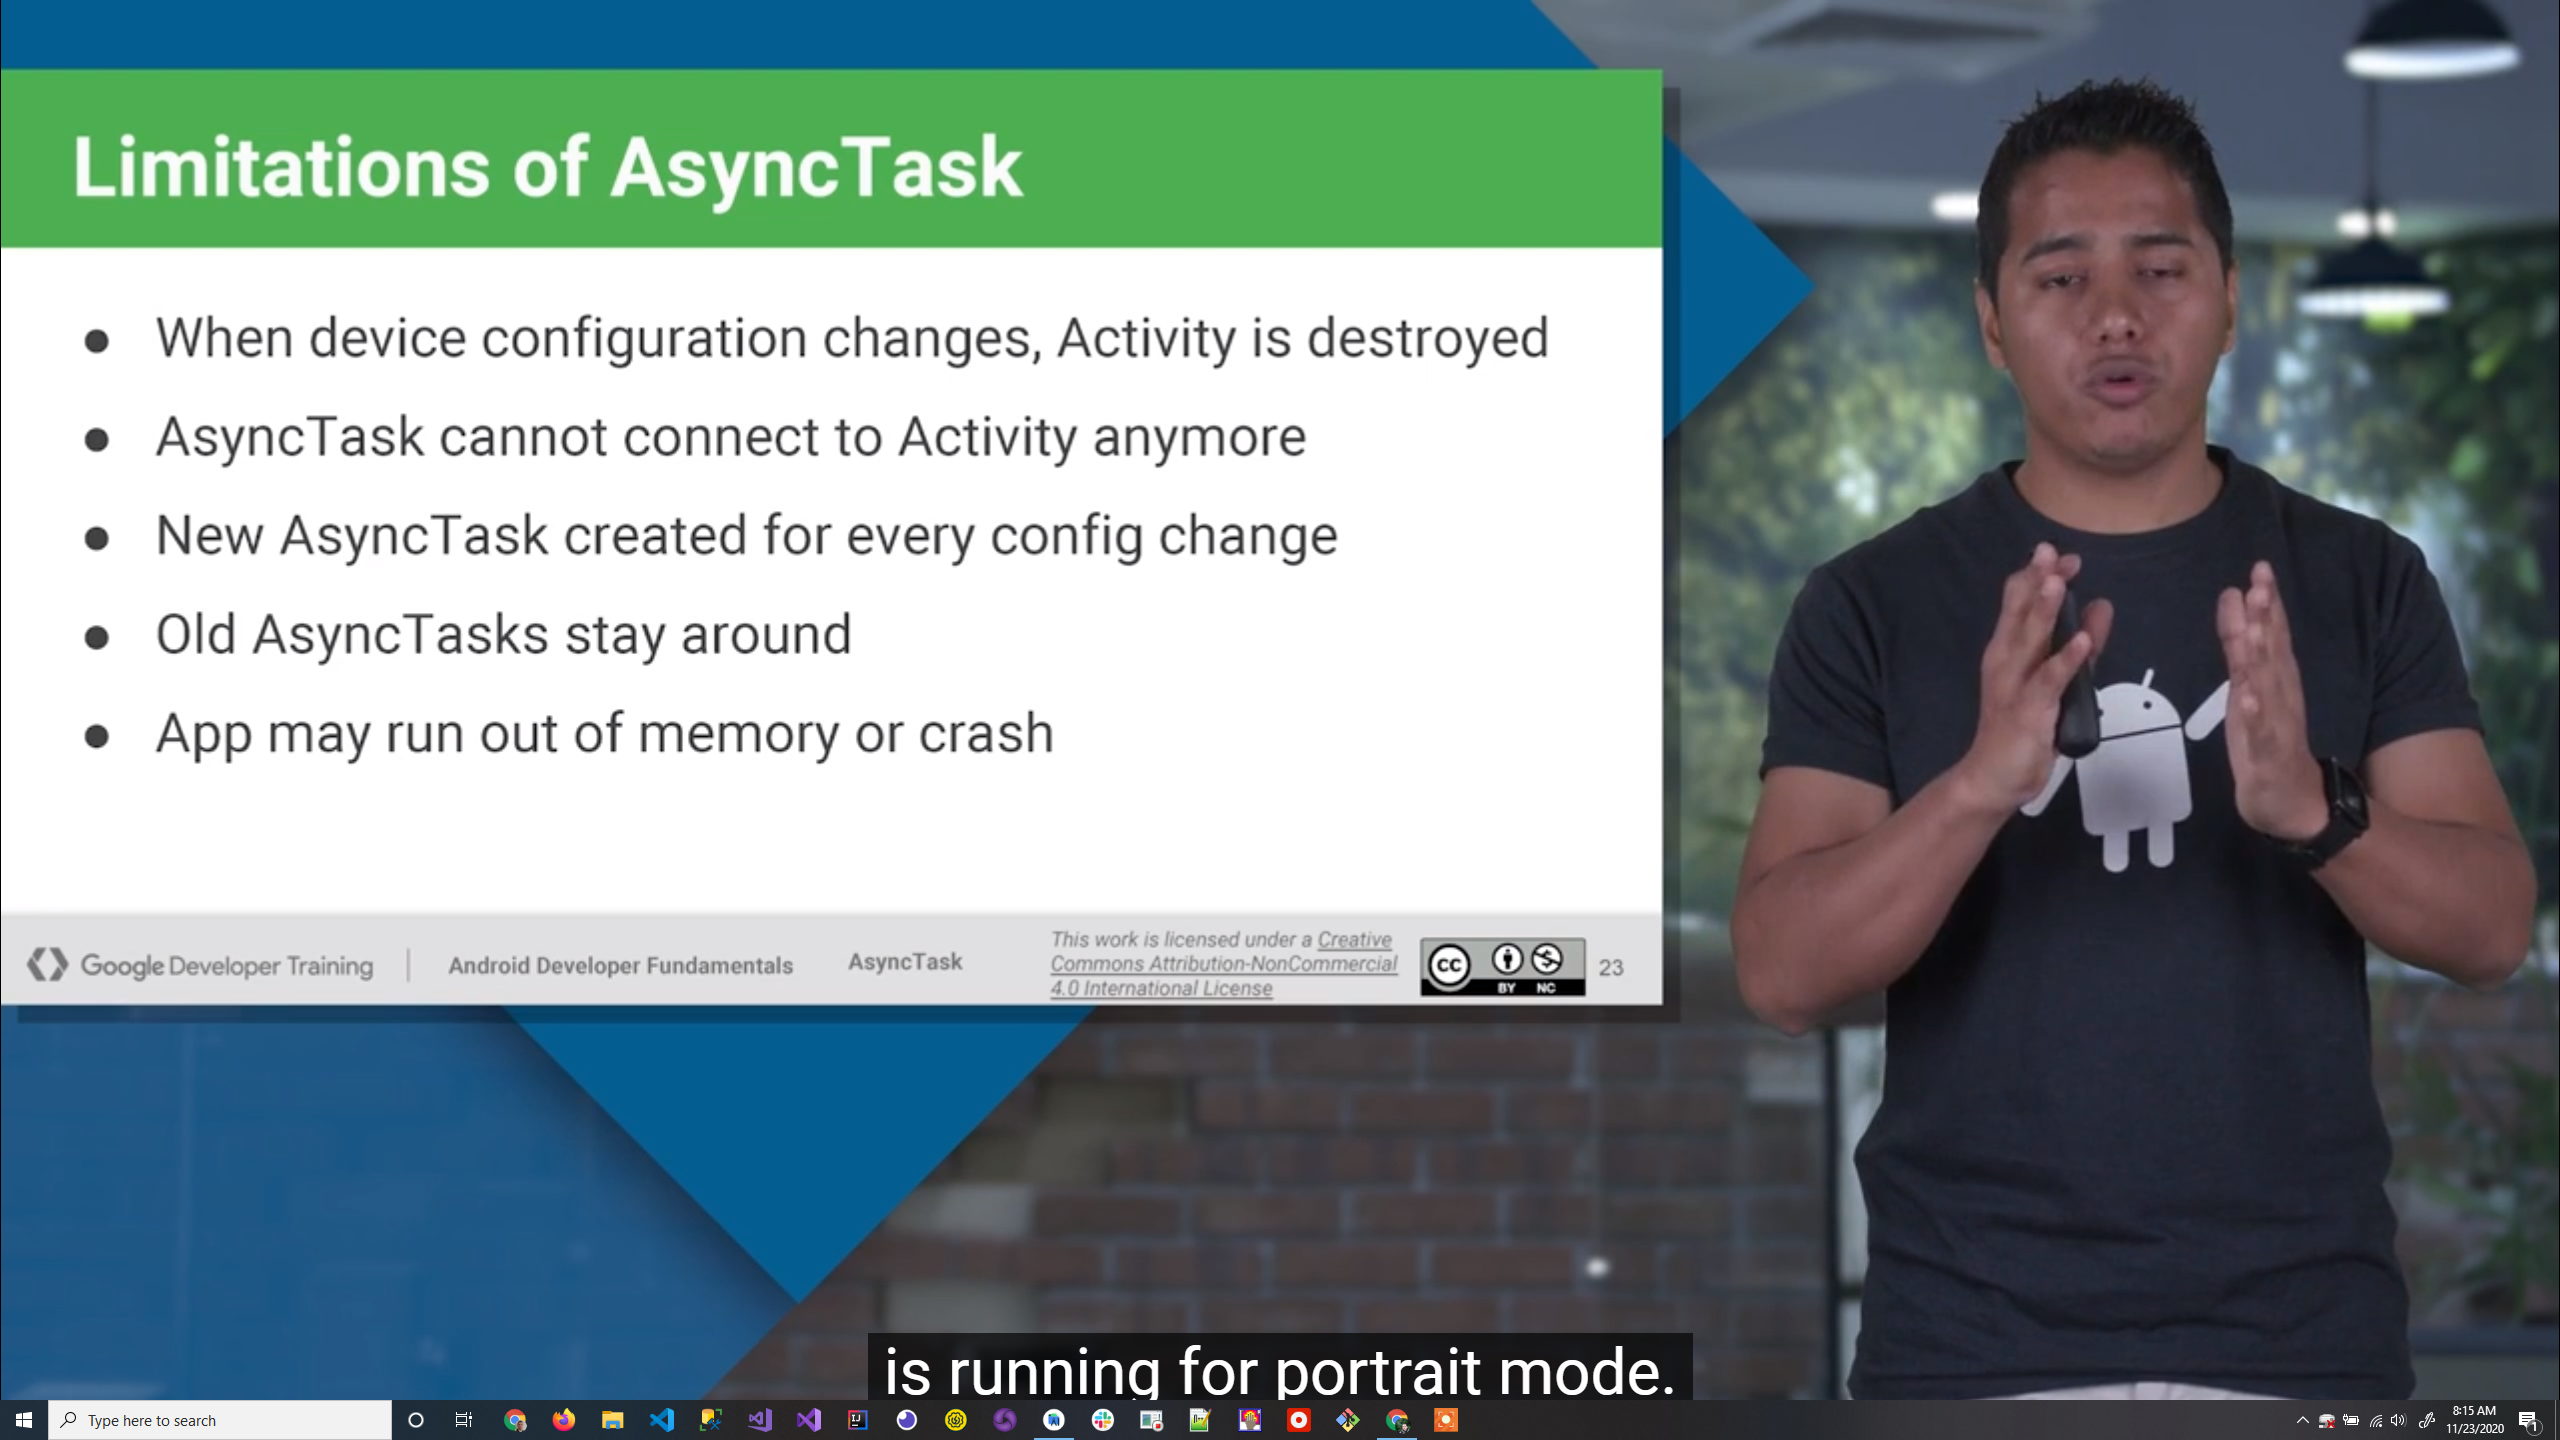 Limitations of AsyncTask
● When device configuration changes, Activity is destroyed
● AsyncTask cannot connect to Activity anymore
● New AsyncTask created for every config change
● Old AsyncTasks stay around
● App may run out of memory or crash
Google Developer Training
Android Developer Fundamentals
AsyncTask
This work is licensed under a Creative
Commons Attribution-NonCommercial
4.0 International License
CC BY NC
23
is running for portrait mode.
Type here to search
8:15 AM
11/23/2020
1